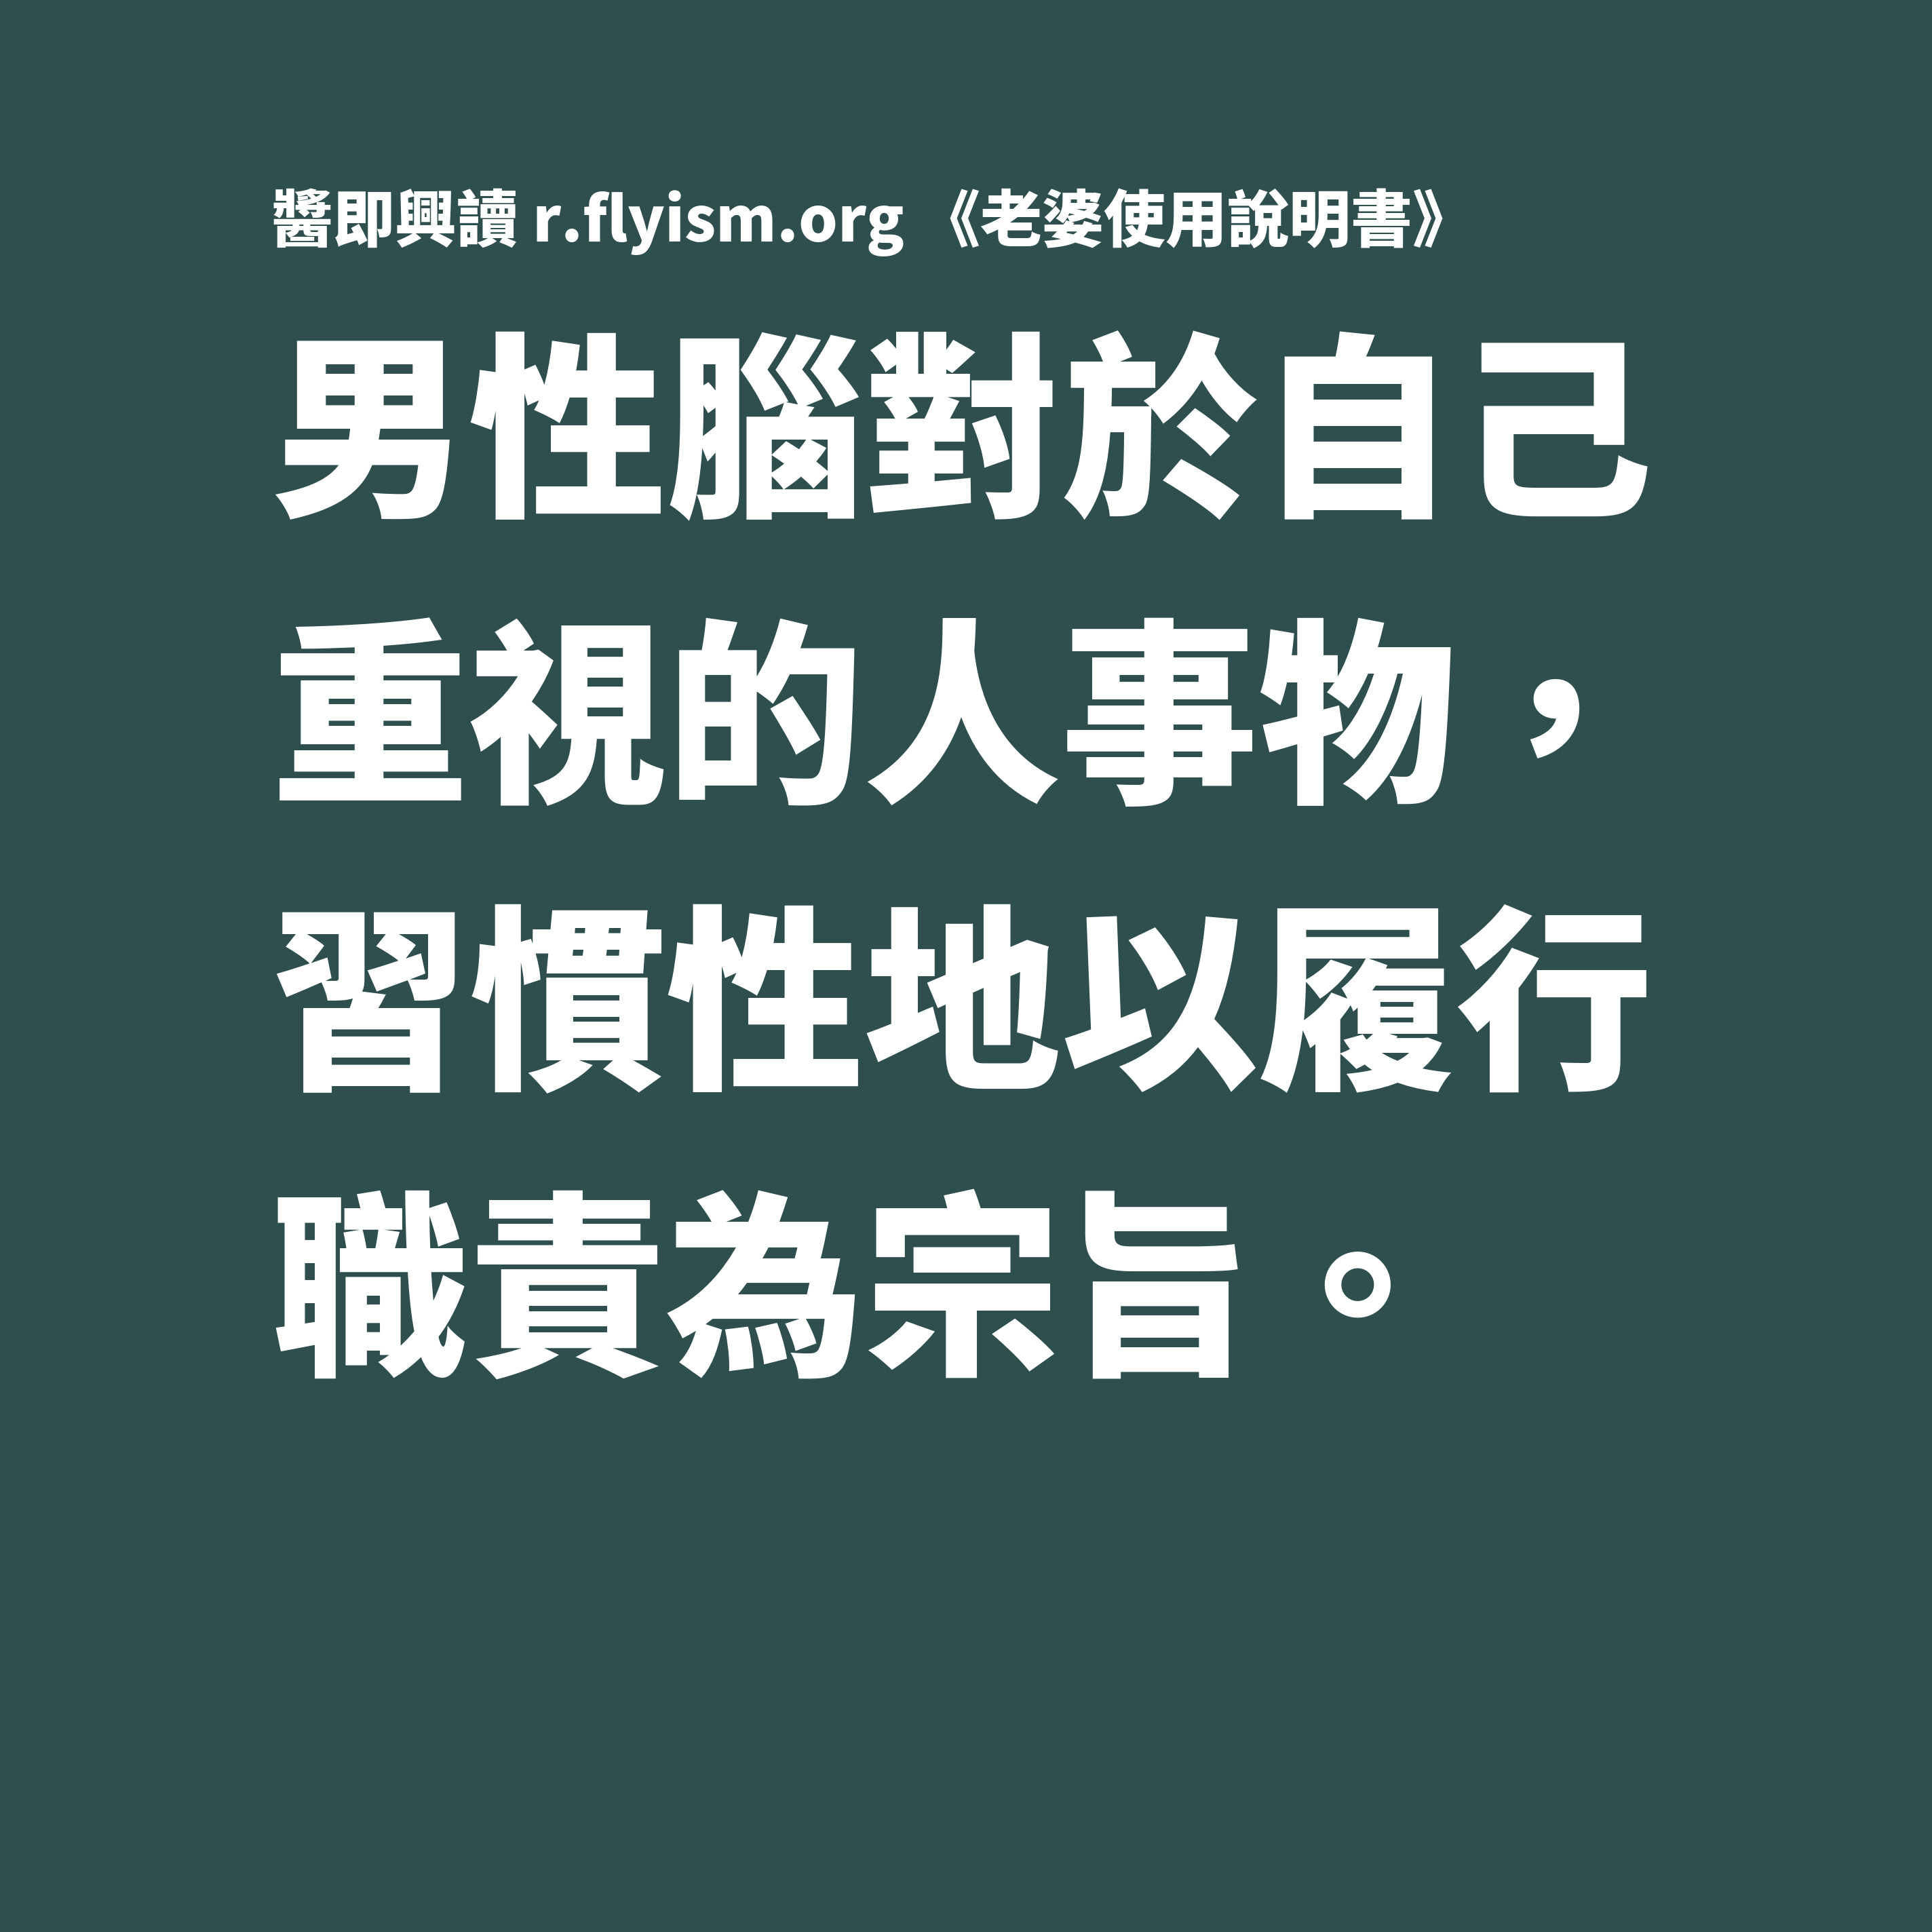 醫即興讀 r.flyism.org 《老婆使用說明書》
男性腦對於自己
重視的人事物，
習慣性地以履行
職責為宗旨。